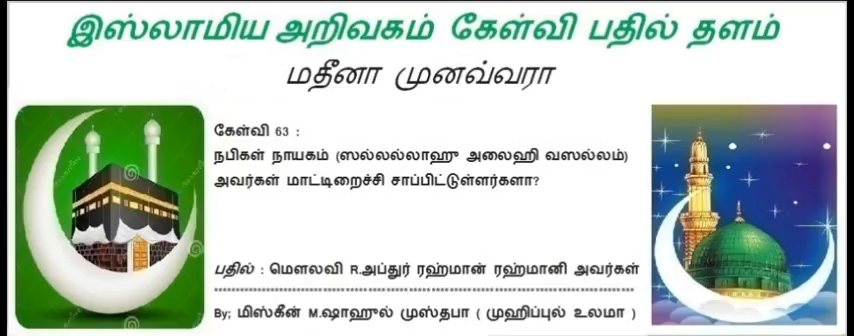 இஸ்லாமிய அறிவகம் கேள்வி பதில் தளம்
மதீனா முனவ்வரா
கேள்வி 63 :
நபிகள் நாயகம் (ஸல்லல்லாஹு அலைஹி வஸல்லம்)
அவர்கள் மாட்டிறைச்சி சாப்பிட்டுள்ளர்களா?
பதில் : மௌலவி R.அப்துர் ரஹ்மான் ரஹ்மானி அவர்கள்
By; மிஸ்கீன் M.ஷாஹுல் முஸ்தபா ( முஹிப்புல் உலமா )